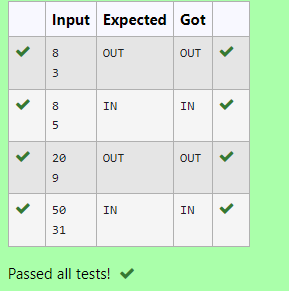 Input Expected Got
8 OUT OUT
3
8 IN IN
5
20 OUT OUT
9
50 IN IN
31
Passed all tests!